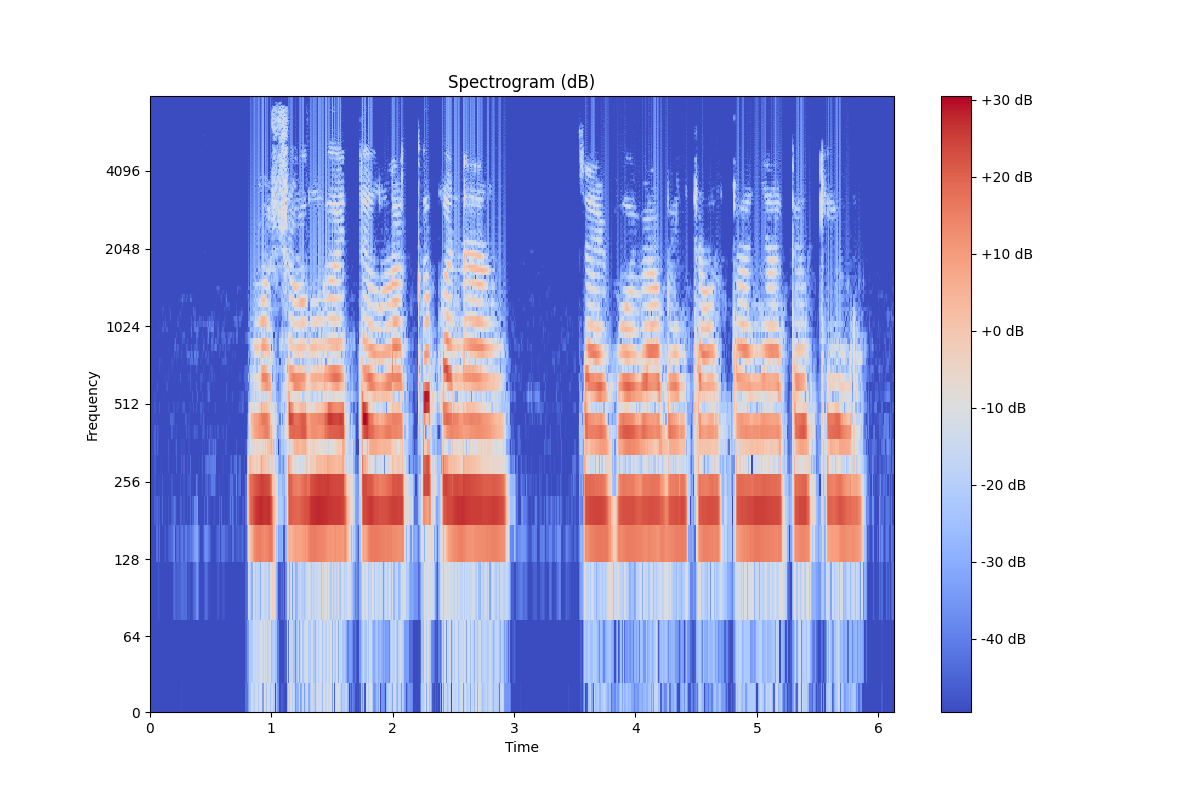 Spectrogram (dB)
Frequency
4096
2048
1024
512
256
128
64
0
0 1 2 3 4 5 6
Time
+30 dB
+20 dB
+10 dB
+0 dB
-10 dB
-20 dB
-30 dB
-40 dB